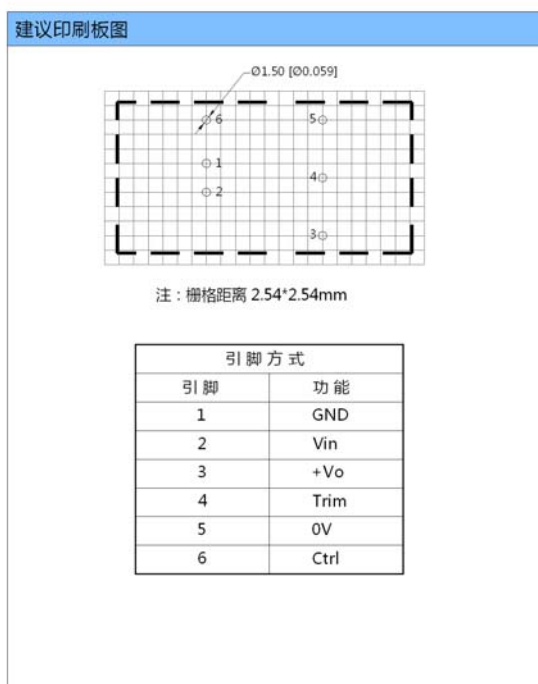 建议印刷板图
Ø1.50 [Ø0.059]
6
5
1
4
2
3
注：栅格距离 2.54*2.54mm
引脚方式
引脚 功能
1 GND
2 Vin
3 +Vo
4 Trim
5 0V
6 Ctrl